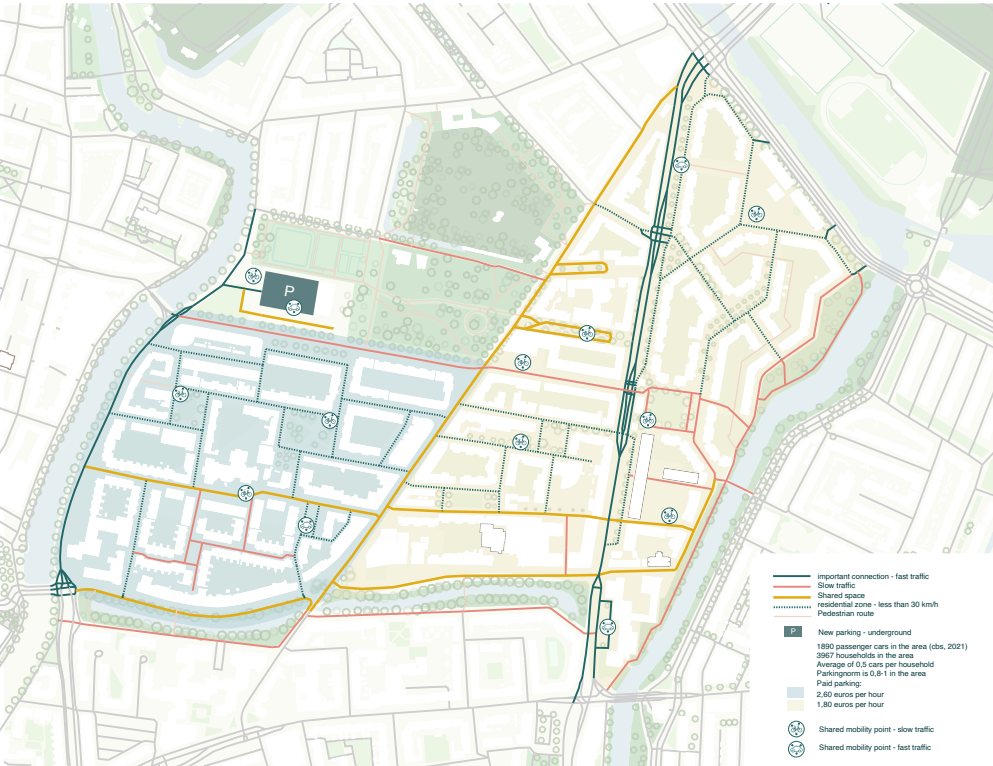 P
important connection - fast traffic
Slow traffic
Shared space
residential zone - less than 30 km/h
Pedestrian route
P
New parking - underground
1890 passenger cars in the area (cbs, 2021)
3967 households in the area
Average of 0,5 cars per household
Parkingnorm is 0,8-1 in the area
Paid parking:
2,60 euros per hour
1,80 euros per hour
Shared mobility point - slow traffic
Shared mobility point - fast traffic